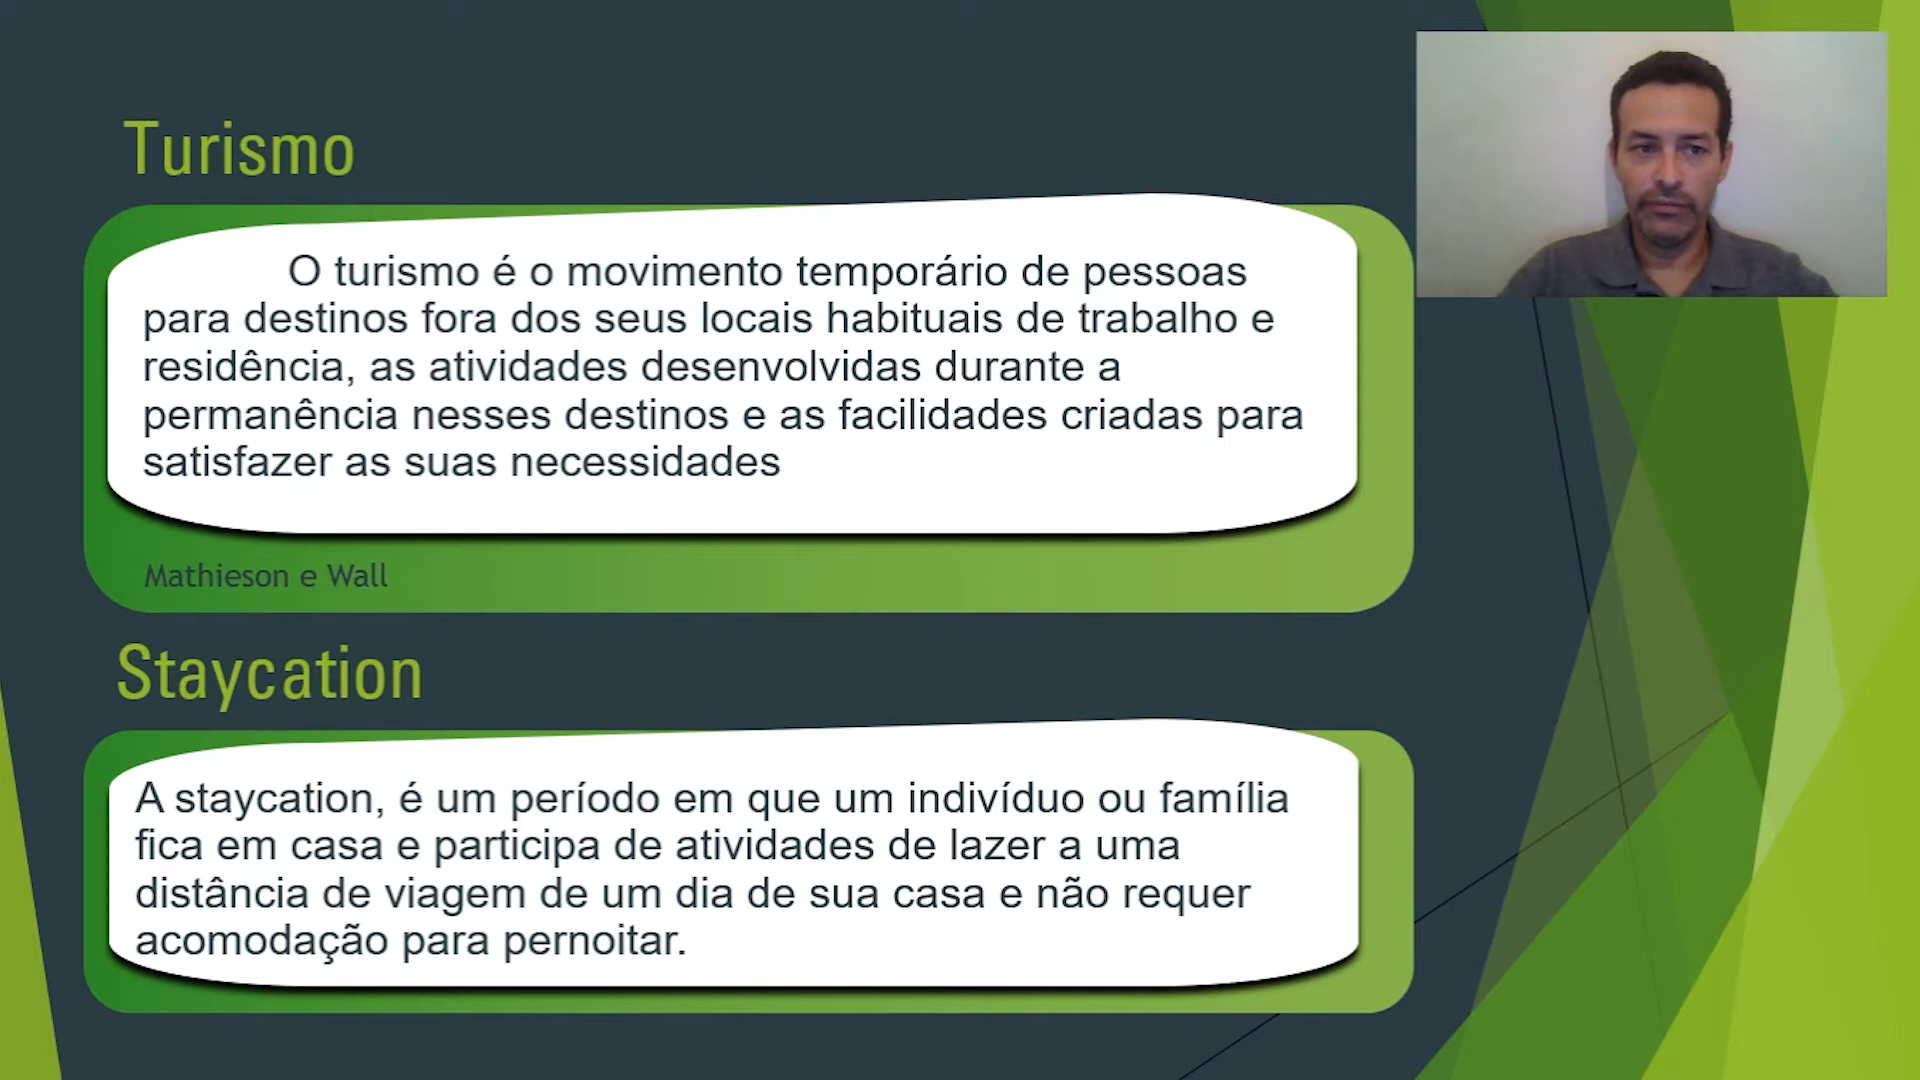 Turismo
O turismo é o movimento temporário de pessoas
para destinos fora dos seus locais habituais de trabalho e
residência, as atividades desenvolvidas durante a
permanência nesses destinos e as facilidades criadas para
satisfazer as suas necessidades
Mathieson e Wall
Staycation
A staycation, é um período em que um indivíduo ou família
fica em casa e participa de atividades de lazer a uma
distância de viagem de um dia de sua casa e não requer
acomodação para pernoitar.